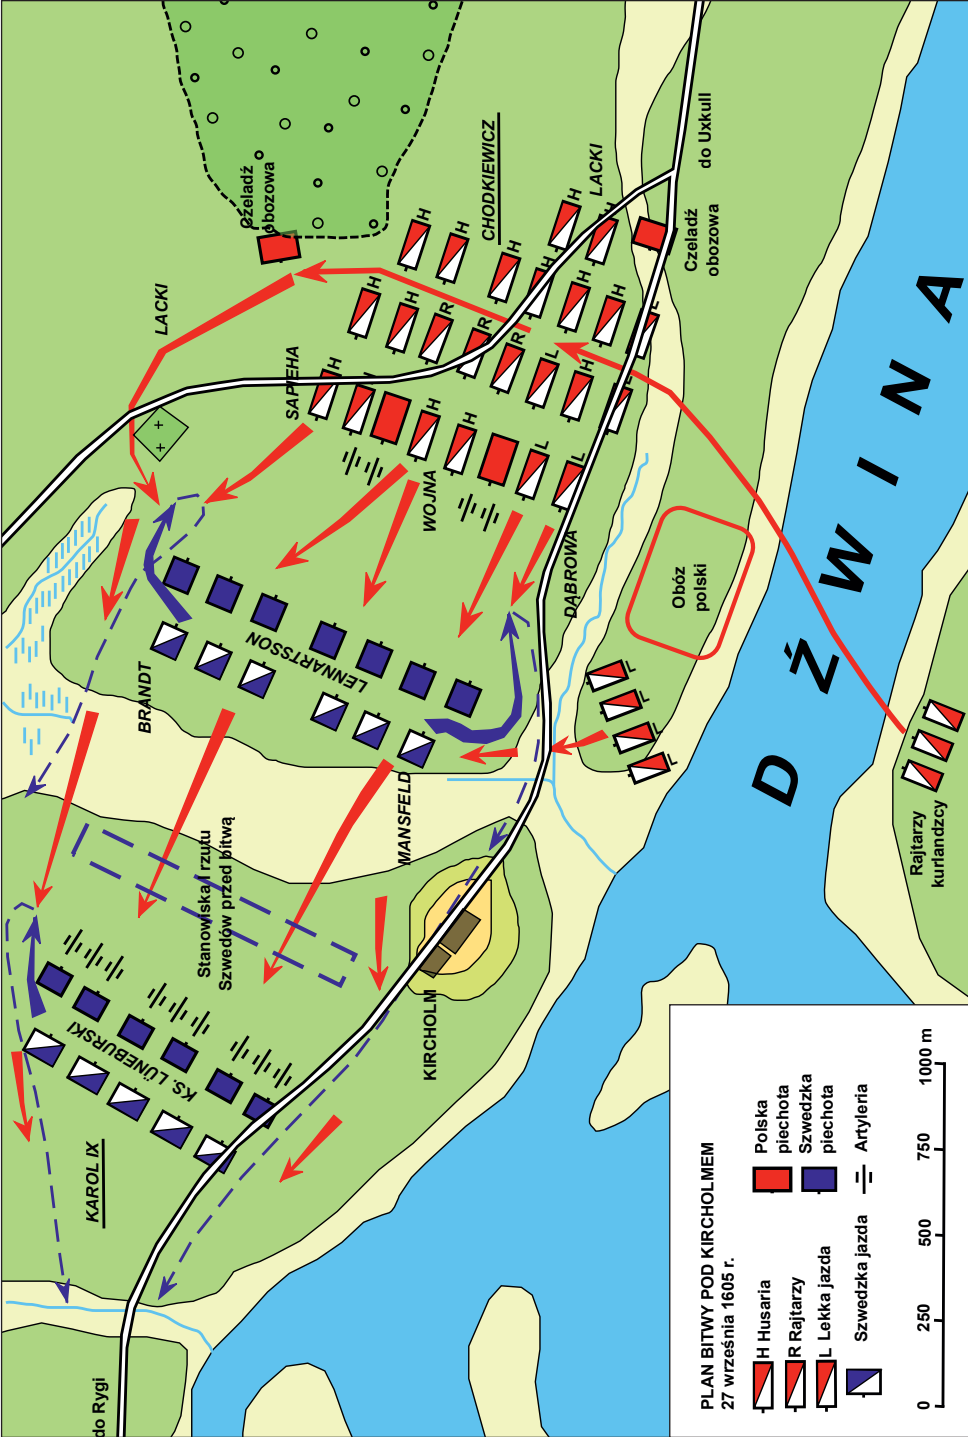 Czeladź
obozowa
LACKI
CHODKIEWICZ
LACKI
do Uxkull
Czeladź
obozowa
SAPIEHA
H
H
H
H
H
H
R
H
R
R
H
H
H
H
H
L
L
H
H
H
L
L
L
WOJNA
DĄBROWA
Obóz
polski
L
L
L
L
BRANDT
LENNARTSSON
MANSFELD
DŹWINA
Rajtarzy
kurlandzcy
Stanowiska I rzutu
Szwedów przed bitwą
KS. LÜNEBURSKI
KAROL IX
KIRCHOLM
do Rygi
PLAN BITWY POD KIRCHOLMEM
27 września 1605 r.
H Husaria
R Rajtarzy
L Lekka jazda
Szwedzka jazda
Polska
piechota
Szwedzka
piechota
Artyleria
0 250 500 750 1000 m